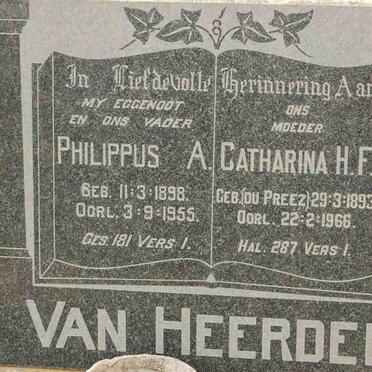 In Liefdevolle Herinnering Aan
MY EGGENOOT
EN ONS VADER
PHILIPPUS A.
GEB. 11·3·1898.
OORL. 3·9·1955.
GES. 181 VERS 1.
ONS
MOEDER
CATHARINA H.F.
GEB. (DU PREEZ) 29·3·1893
OORL. 22·2·1966.
HAL. 287 VERS 1.
VAN HEERDE